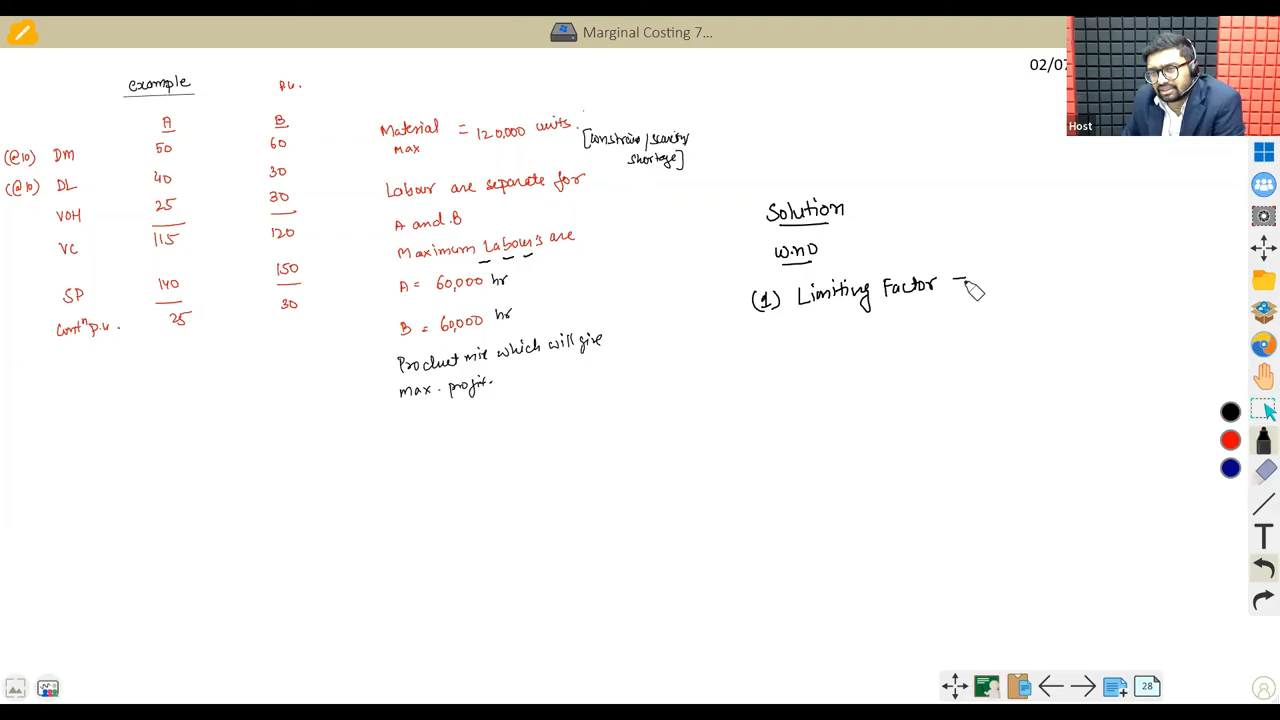 Marginal Costing 7...
02/07
Host
example
P.U.
A B
(@10) DM 50 60
(@10) DL 40 30
VOH 25 30
VC 115 120
SP 140 150
Contn p.u. 25 30
Material = 120,000 units.
max
[constrain/scarcity
shortage]
Labour are separate for
A and B
Maximum Labour's are
A = 60,000 hr
B = 60,000 hr
Product mix which will give
max. profit.
Solution
W.NO
(1) Limiting Factor –
28